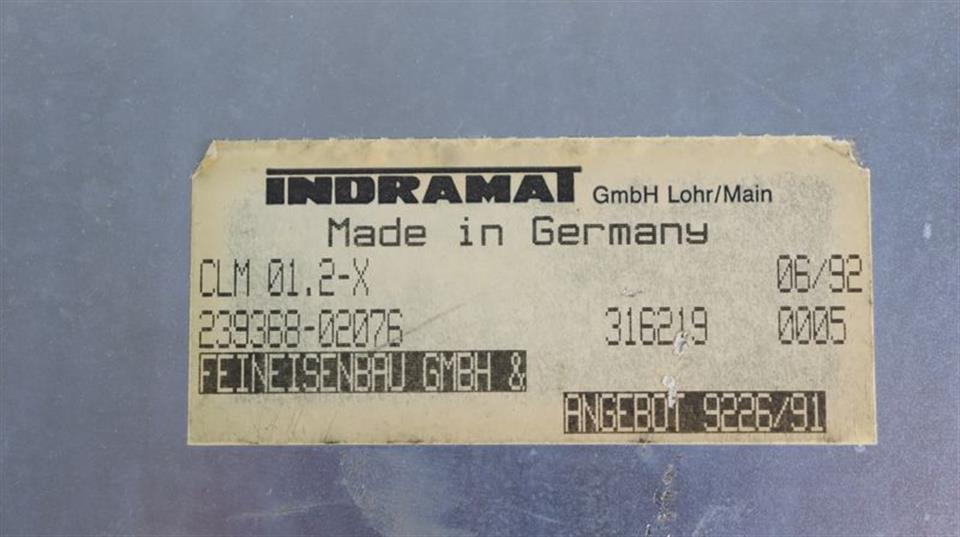 INDRAMAT GmbH Lohr/Main
Made in Germany
CLM 01.2-X 06/92
239368-02076 316219 0005
FEINEISENBAU GMBH &
ANGEBOT 9226/91